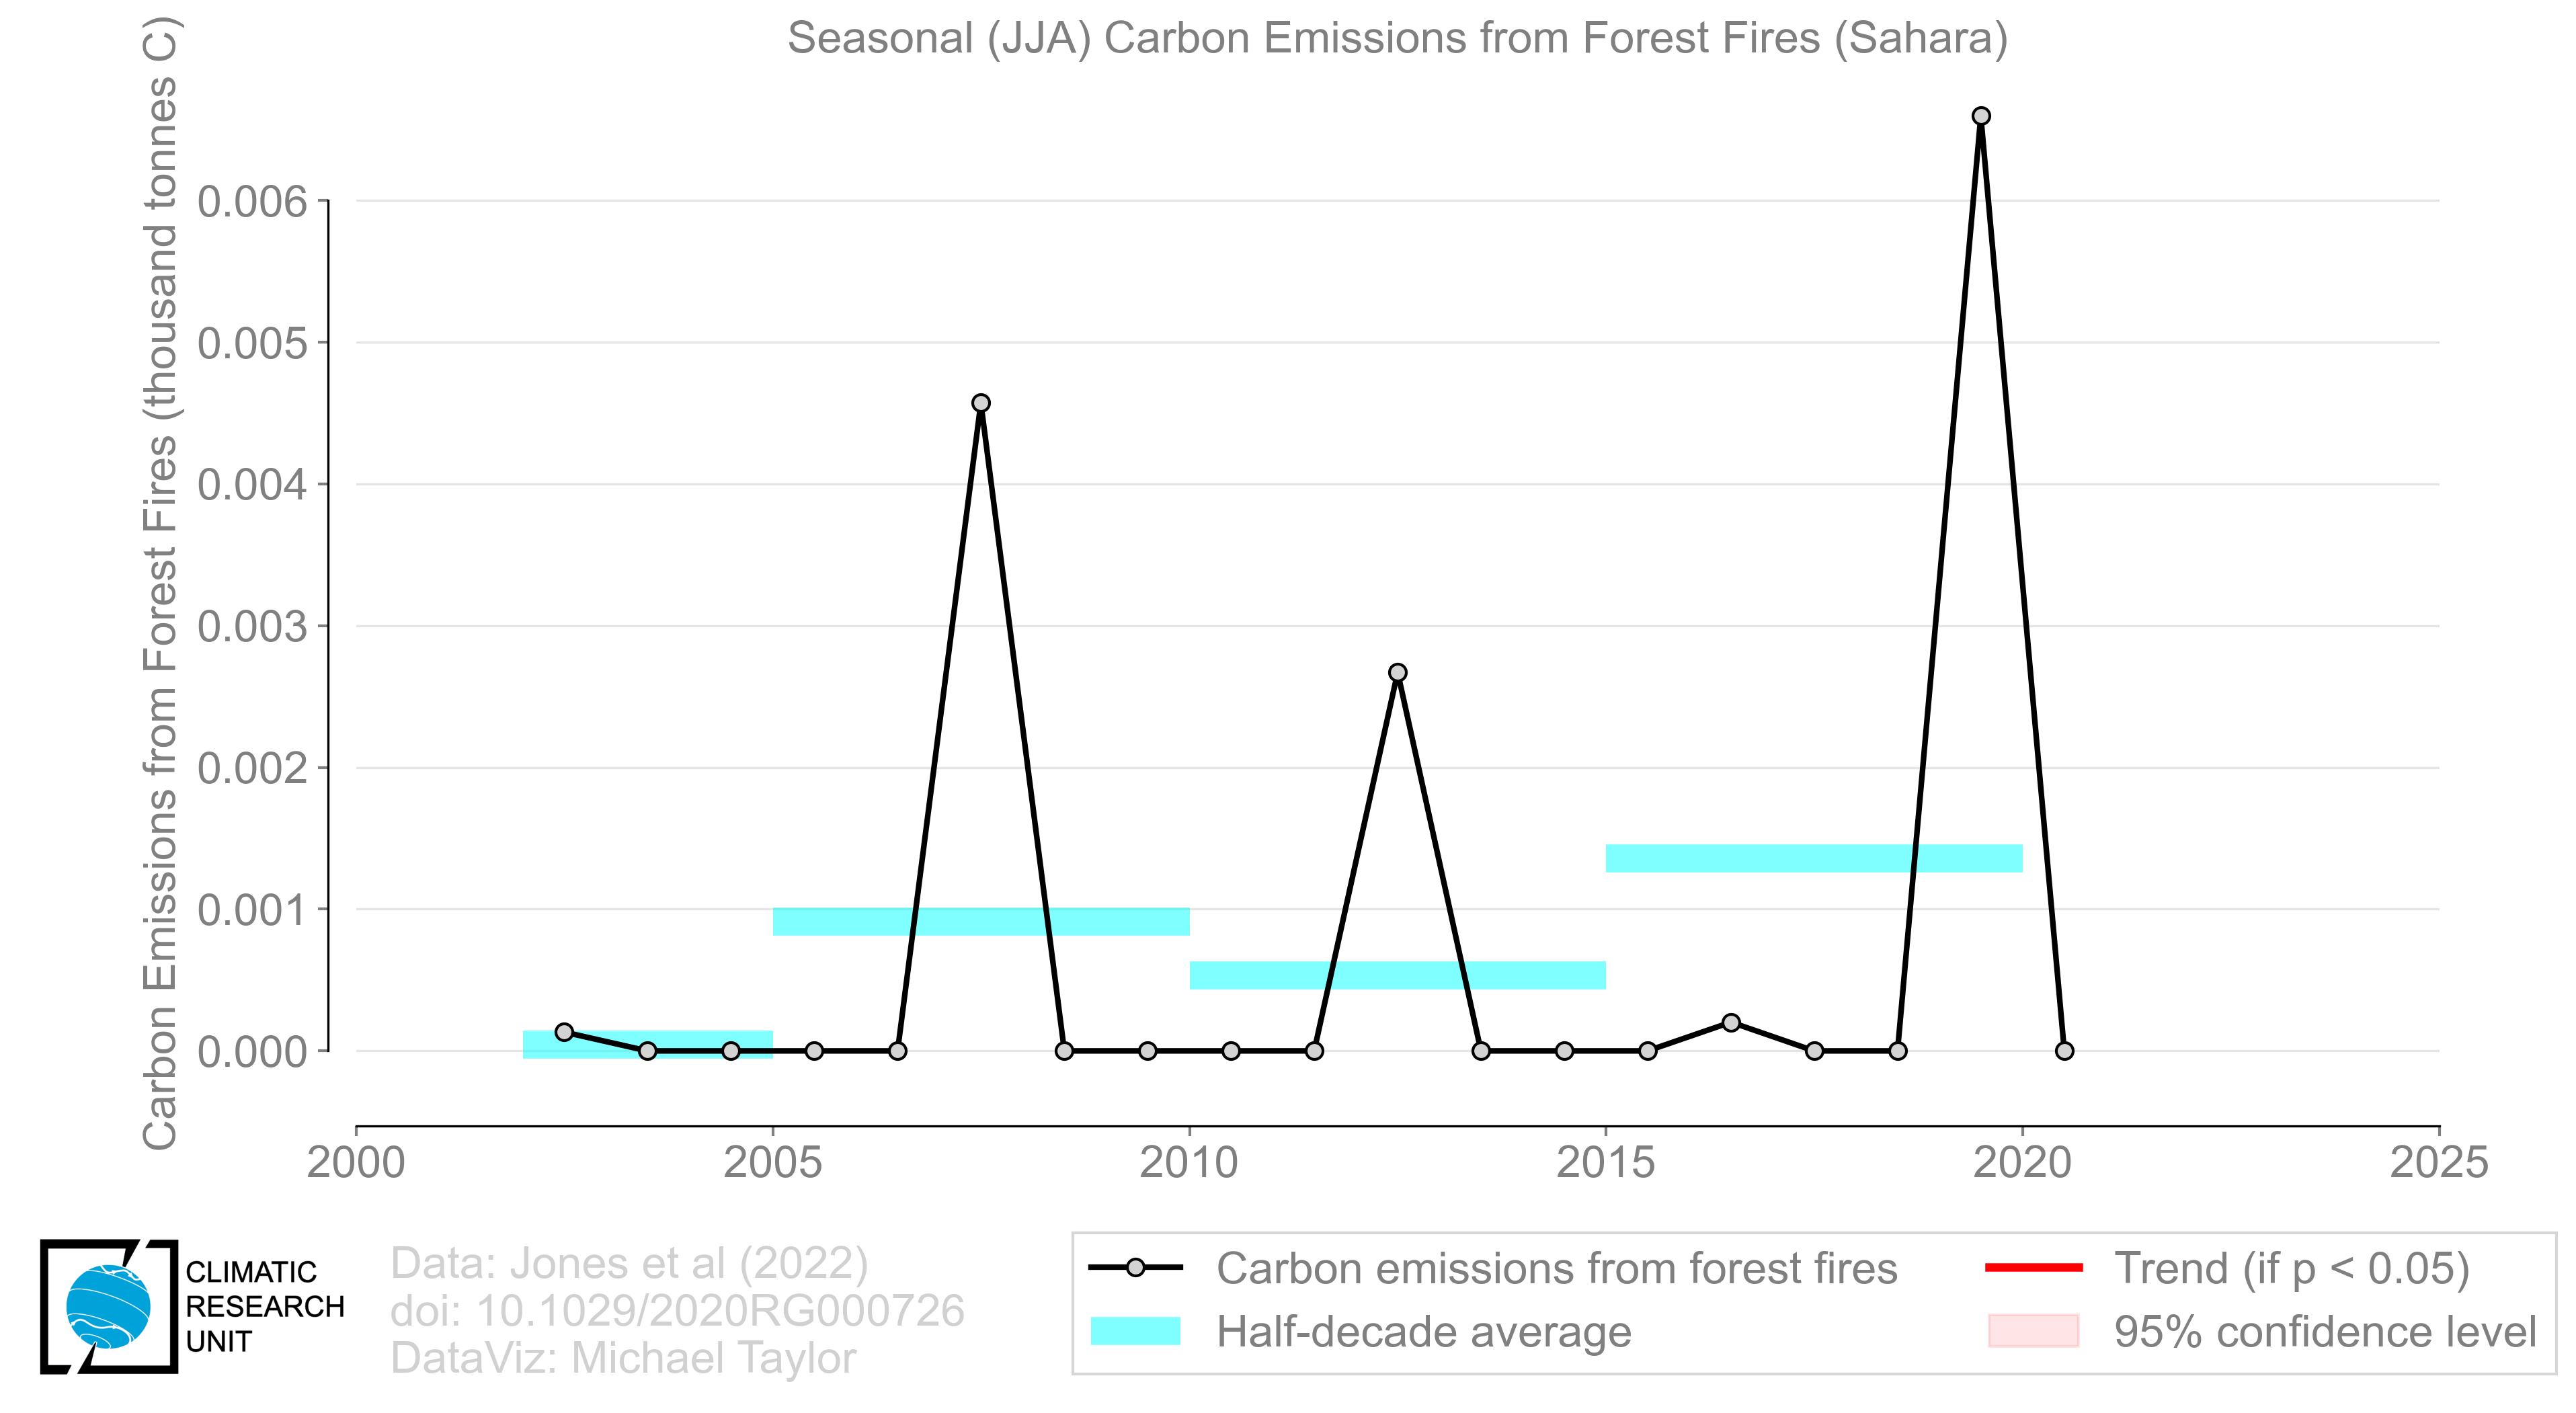 Seasonal (JJA) Carbon Emissions from Forest Fires (Sahara)
Carbon Emissions from Forest Fires (thousand tonnes C)
0.006
0.005
0.004
0.003
0.002
0.001
0.000
2000 2005 2010 2015 2020 2025
CLIMATIC
RESEARCH
UNIT
Data: Jones et al (2022)
doi: 10.1029/2020RG000726
DataViz: Michael Taylor
Carbon emissions from forest fires
Half-decade average
Trend (if p < 0.05)
95% confidence level